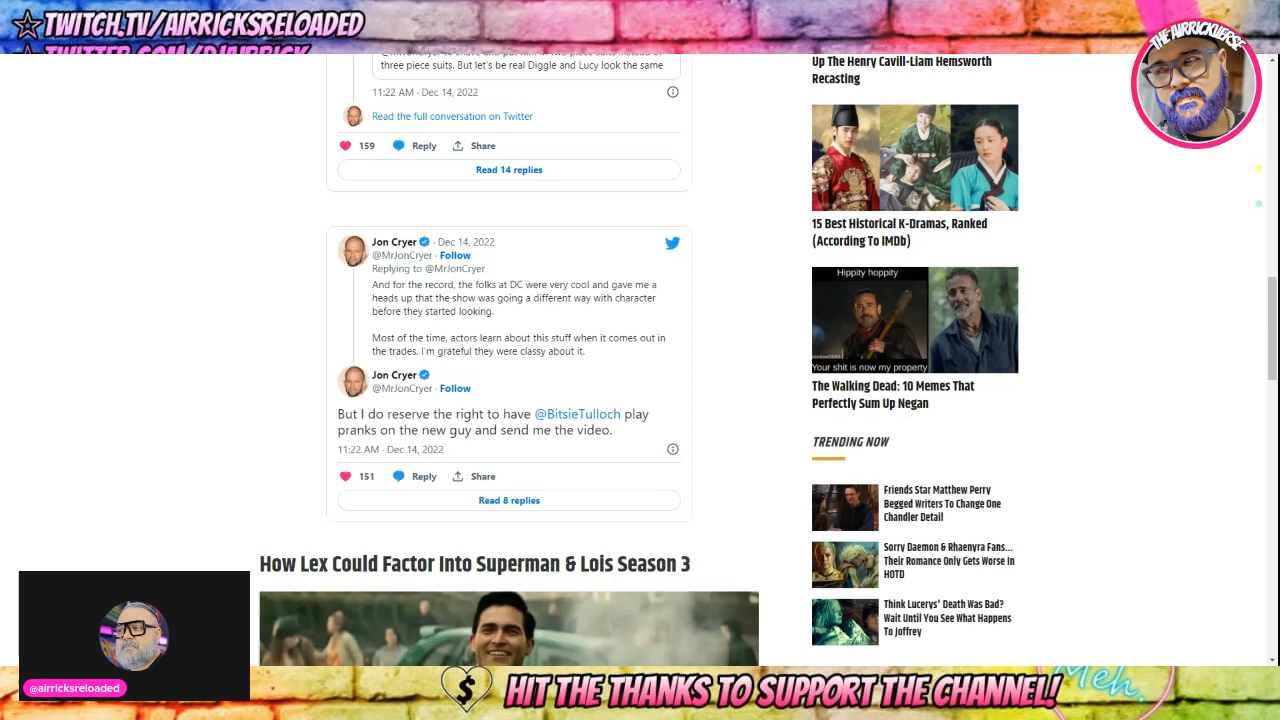 TWITCH.TV/AIRRICKSRELOADED
TWITTER.COM/DJAIRRICK
THE AIRRICKVERSE
three piece suits. But let's be real Diggle and Lucy look the same
11:22 AM · Dec 14, 2022
Read the full conversation on Twitter
159 Reply Share
Read 14 replies
Jon Cryer · Dec 14, 2022
@MrJonCryer · Follow
Replying to @MrJonCryer
And for the record, the folks at DC were very cool and gave me a
heads up that the show was going a different way with character
before they started looking.
Most of the time, actors learn about this stuff when it comes out in
the trades. I'm grateful they were classy about it.
Jon Cryer
@MrJonCryer · Follow
But I do reserve the right to have @BitsieTulloch play
pranks on the new guy and send me the video.
11:22 AM · Dec 14, 2022
151 Reply Share
Read 8 replies
How Lex Could Factor Into Superman & Lois Season 3
Up The Henry Cavill-Liam Hemsworth
Recasting
15 Best Historical K-Dramas, Ranked
(According To IMDb)
Hippity hoppity
Your shit is now my property
The Walking Dead: 10 Memes That
Perfectly Sum Up Negan
TRENDING NOW
Friends Star Matthew Perry
Begged Writers To Change One
Chandler Detail
Sorry Daemon & Rhaenyra Fans...
Their Romance Only Gets Worse In
HOTD
Think Lucerys' Death Was Bad?
Wait Until You See What Happens
To Joffrey
@airricksreloaded
$
HIT THE THANKS TO SUPPORT THE CHANNEL!
Meh.